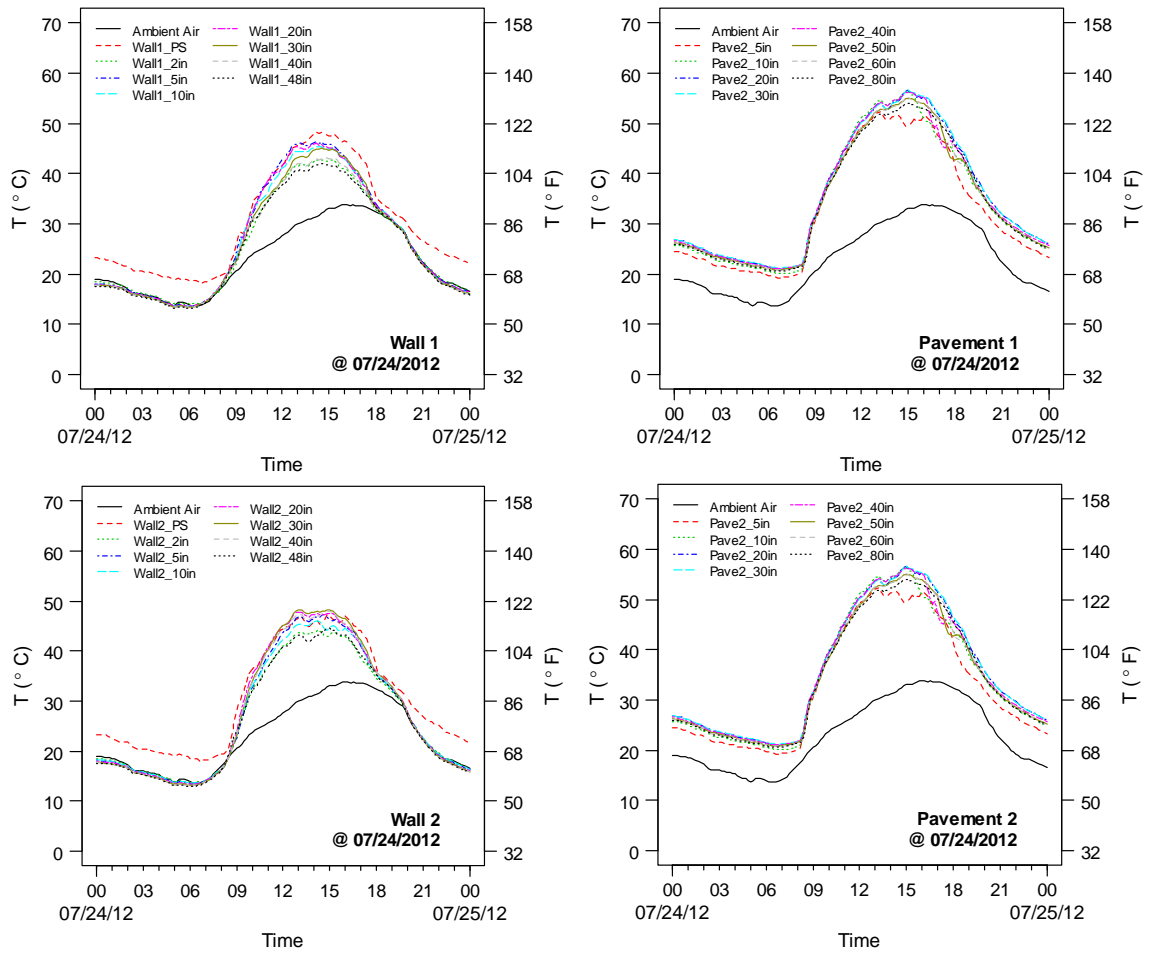 70
60
50
40
30
20
10
0
T (° C)
158
140
122
104
86
68
50
32
T (° F)
Ambient Air
Wall1_PS
Wall1_2in
Wall1_5in
Wall1_10in
Wall1_20in
Wall1_30in
Wall1_40in
Wall1_48in
Wall 1
@ 07/24/2012
00 03 06 09 12 15 18 21 00
07/24/12 07/25/12
Time
70
60
50
40
30
20
10
0
T (° C)
158
140
122
104
86
68
50
32
T (° F)
Ambient Air
Pave2_5in
Pave2_10in
Pave2_20in
Pave2_30in
Pave2_40in
Pave2_50in
Pave2_60in
Pave2_80in
Pavement 1
@ 07/24/2012
00 03 06 09 12 15 18 21 00
07/24/12 07/25/12
Time
70
60
50
40
30
20
10
0
T (° C)
158
140
122
104
86
68
50
32
T (° F)
Ambient Air
Wall2_PS
Wall2_2in
Wall2_5in
Wall2_10in
Wall2_20in
Wall2_30in
Wall2_40in
Wall2_48in
Wall 2
@ 07/24/2012
00 03 06 09 12 15 18 21 00
07/24/12 07/25/12
Time
70
60
50
40
30
20
10
0
T (° C)
158
140
122
104
86
68
50
32
T (° F)
Ambient Air
Pave2_5in
Pave2_10in
Pave2_20in
Pave2_30in
Pave2_40in
Pave2_50in
Pave2_60in
Pave2_80in
Pavement 2
@ 07/24/2012
00 03 06 09 12 15 18 21 00
07/24/12 07/25/12
Time